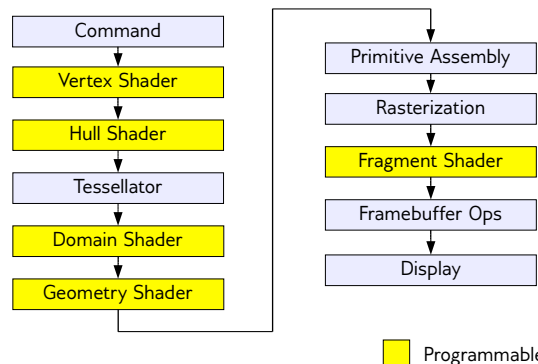 Command
Vertex Shader
Hull Shader
Tessellator
Domain Shader
Geometry Shader
Primitive Assembly
Rasterization
Fragment Shader
Framebuffer Ops
Display
Programmable